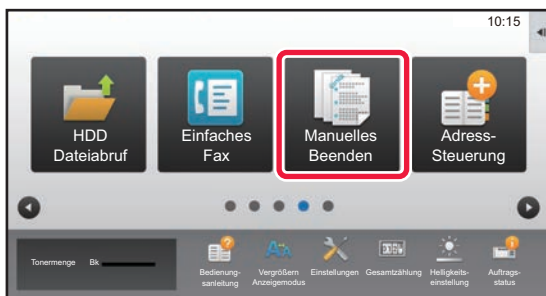 10:15
HDD
Dateiabruf
Einfaches
Fax
Manuelles
Beenden
Adress-
Steuerung
Tonermenge Bk
Bedienung-
sanleitung
Vergrößern
Anzeigemodus
Einstellungen
Gesamtzählung
Helligkeits-
einstellung
Auftrags-
status